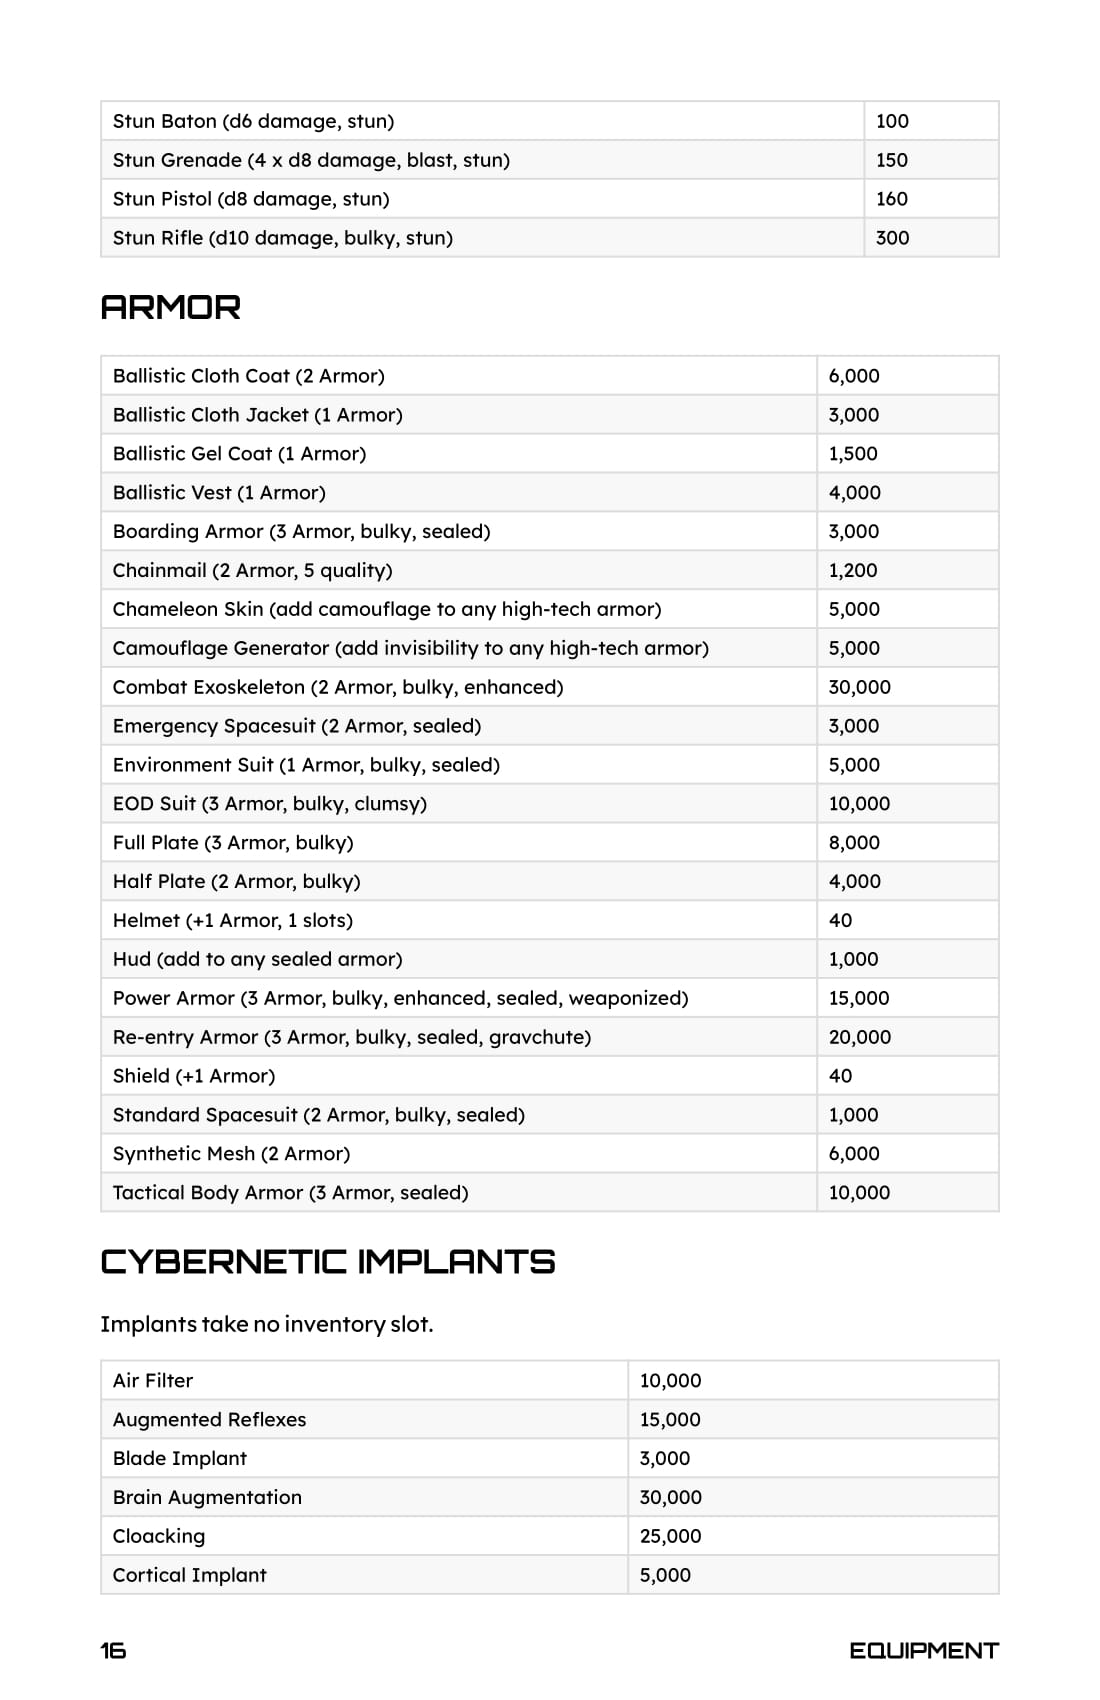 Stun Baton (d6 damage, stun) 100
Stun Grenade (4 x d8 damage, blast, stun) 150
Stun Pistol (d8 damage, stun) 160
Stun Rifle (d10 damage, bulky, stun) 300
ARMOR
Ballistic Cloth Coat (2 Armor) 6,000
Ballistic Cloth Jacket (1 Armor) 3,000
Ballistic Gel Coat (1 Armor) 1,500
Ballistic Vest (1 Armor) 4,000
Boarding Armor (3 Armor, bulky, sealed) 3,000
Chainmail (2 Armor, 5 quality) 1,200
Chameleon Skin (add camouflage to any high-tech armor) 5,000
Camouflage Generator (add invisibility to any high-tech armor) 5,000
Combat Exoskeleton (2 Armor, bulky, enhanced) 30,000
Emergency Spacesuit (2 Armor, sealed) 3,000
Environment Suit (1 Armor, bulky, sealed) 5,000
EOD Suit (3 Armor, bulky, clumsy) 10,000
Full Plate (3 Armor, bulky) 8,000
Half Plate (2 Armor, bulky) 4,000
Helmet (+1 Armor, 1 slots) 40
Hud (add to any sealed armor) 1,000
Power Armor (3 Armor, bulky, enhanced, sealed, weaponized) 15,000
Re-entry Armor (3 Armor, bulky, sealed, gravchute) 20,000
Shield (+1 Armor) 40
Standard Spacesuit (2 Armor, bulky, sealed) 1,000
Synthetic Mesh (2 Armor) 6,000
Tactical Body Armor (3 Armor, sealed) 10,000
CYBERNETIC IMPLANTS
Implants take no inventory slot.
Air Filter 10,000
Augmented Reflexes 15,000
Blade Implant 3,000
Brain Augmentation 30,000
Cloacking 25,000
Cortical Implant 5,000
16 EQUIPMENT